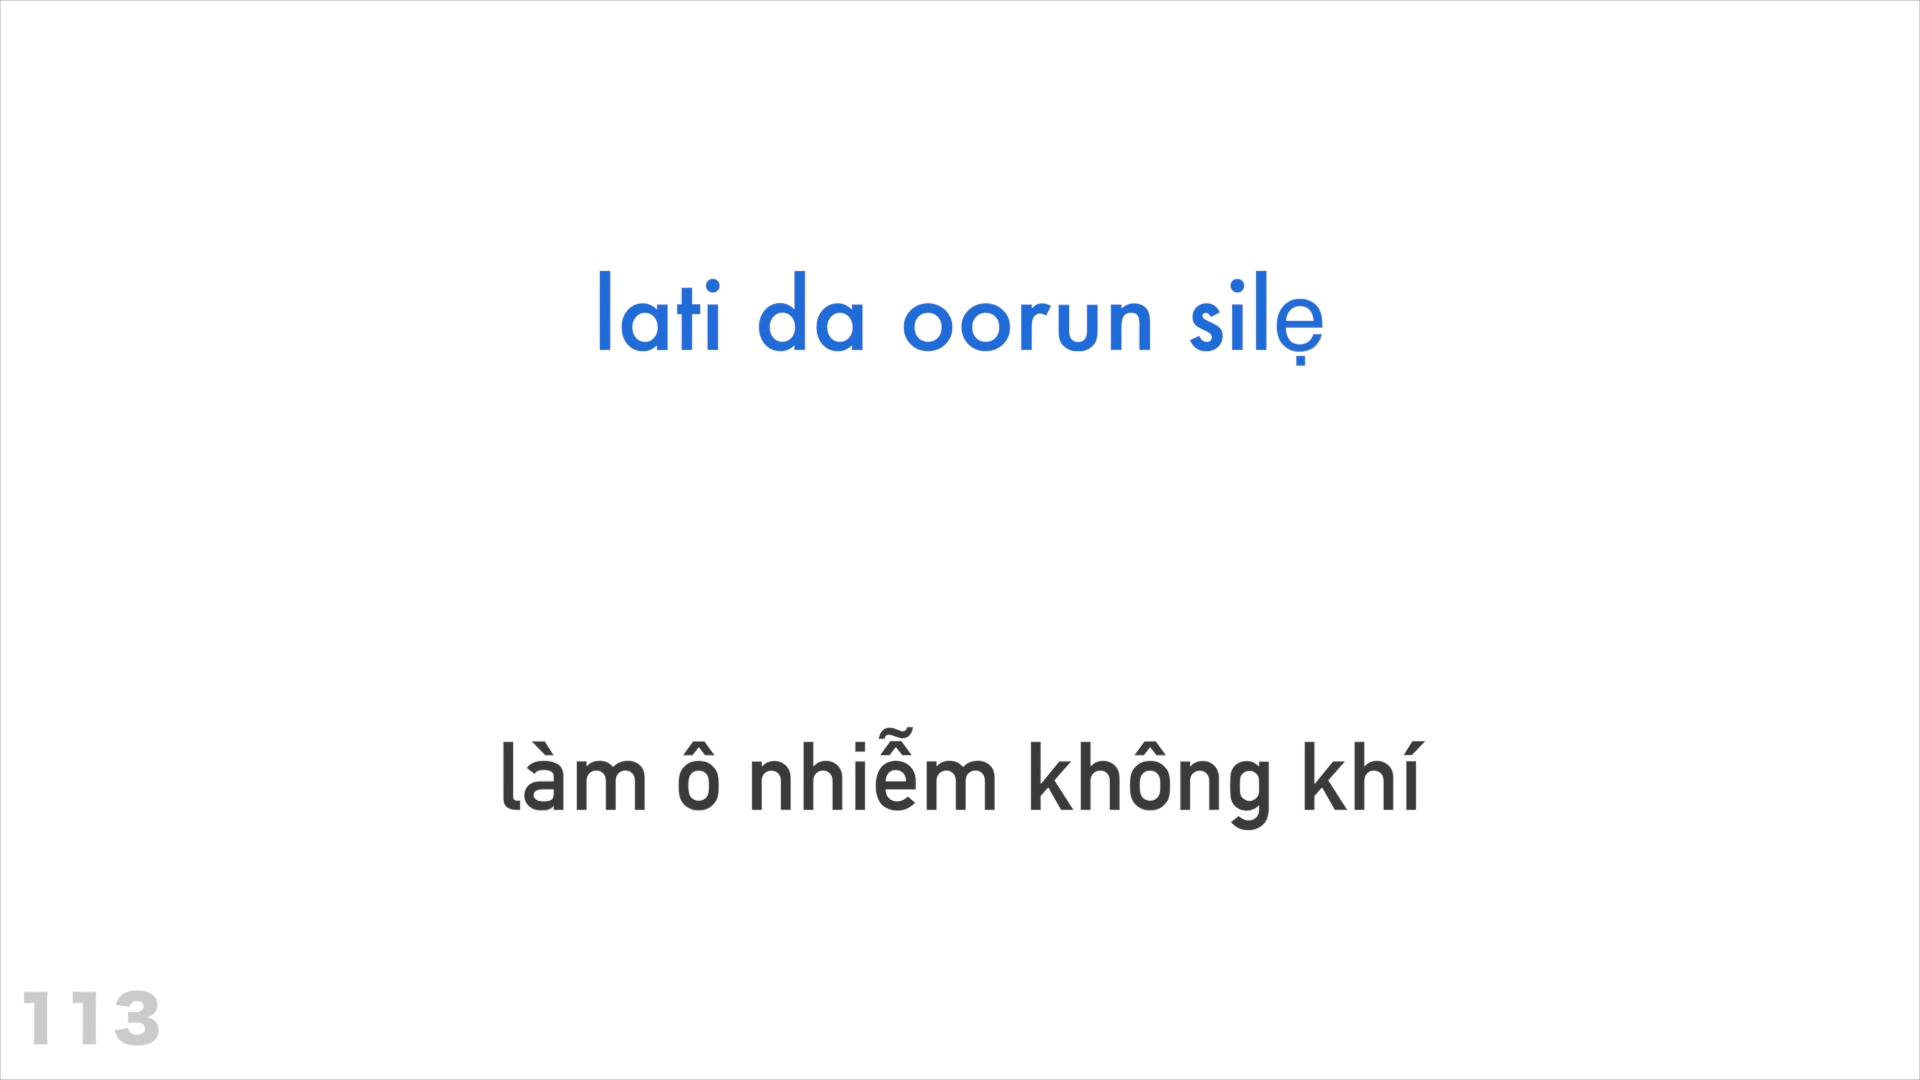 lati da oorun silẹ
làm ô nhiễm không khí
113